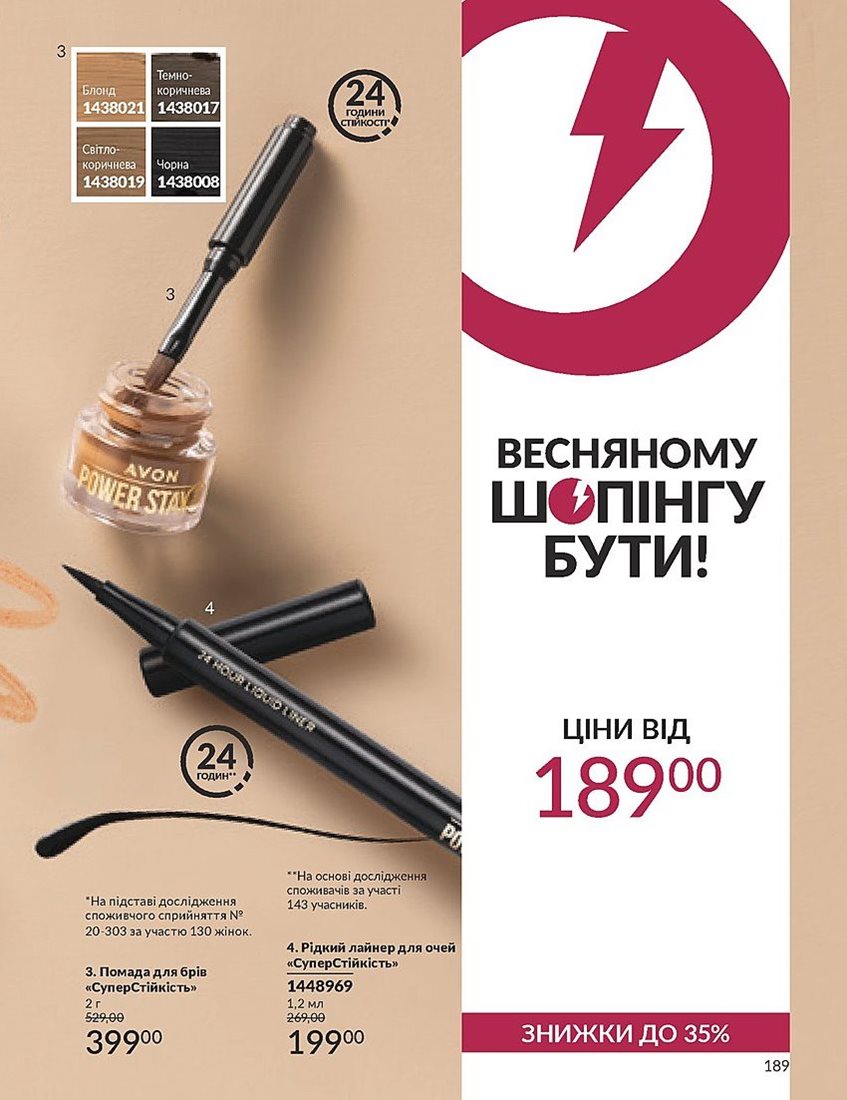 3
Блонд
1438021
Темно-
коричнева
1438017
Світло-
коричнева
1438019
Чорна
1438008
24
ГОДИНИ
СТІЙКОСТІ*
3
AVON
POWER STAY
4
24 HOUR LIQUID LINER
24
ГОДИН**
*На підставі дослідження
споживчого сприйняття №
20-303 за участю 130 жінок.
3. Помада для брів
«СуперСтійкість»
2 г
529,00
399 00
**На основі дослідження
споживачів за участі
143 учасників.
4. Рідкий лайнер для очей
«СуперСтійкість»
1448969
1,2 мл
269,00
199 00
ВЕСНЯНОМУ
ШОПІНГУ
БУТИ!
ЦІНИ ВІД
189 00
ЗНИЖКИ ДО 35%
189